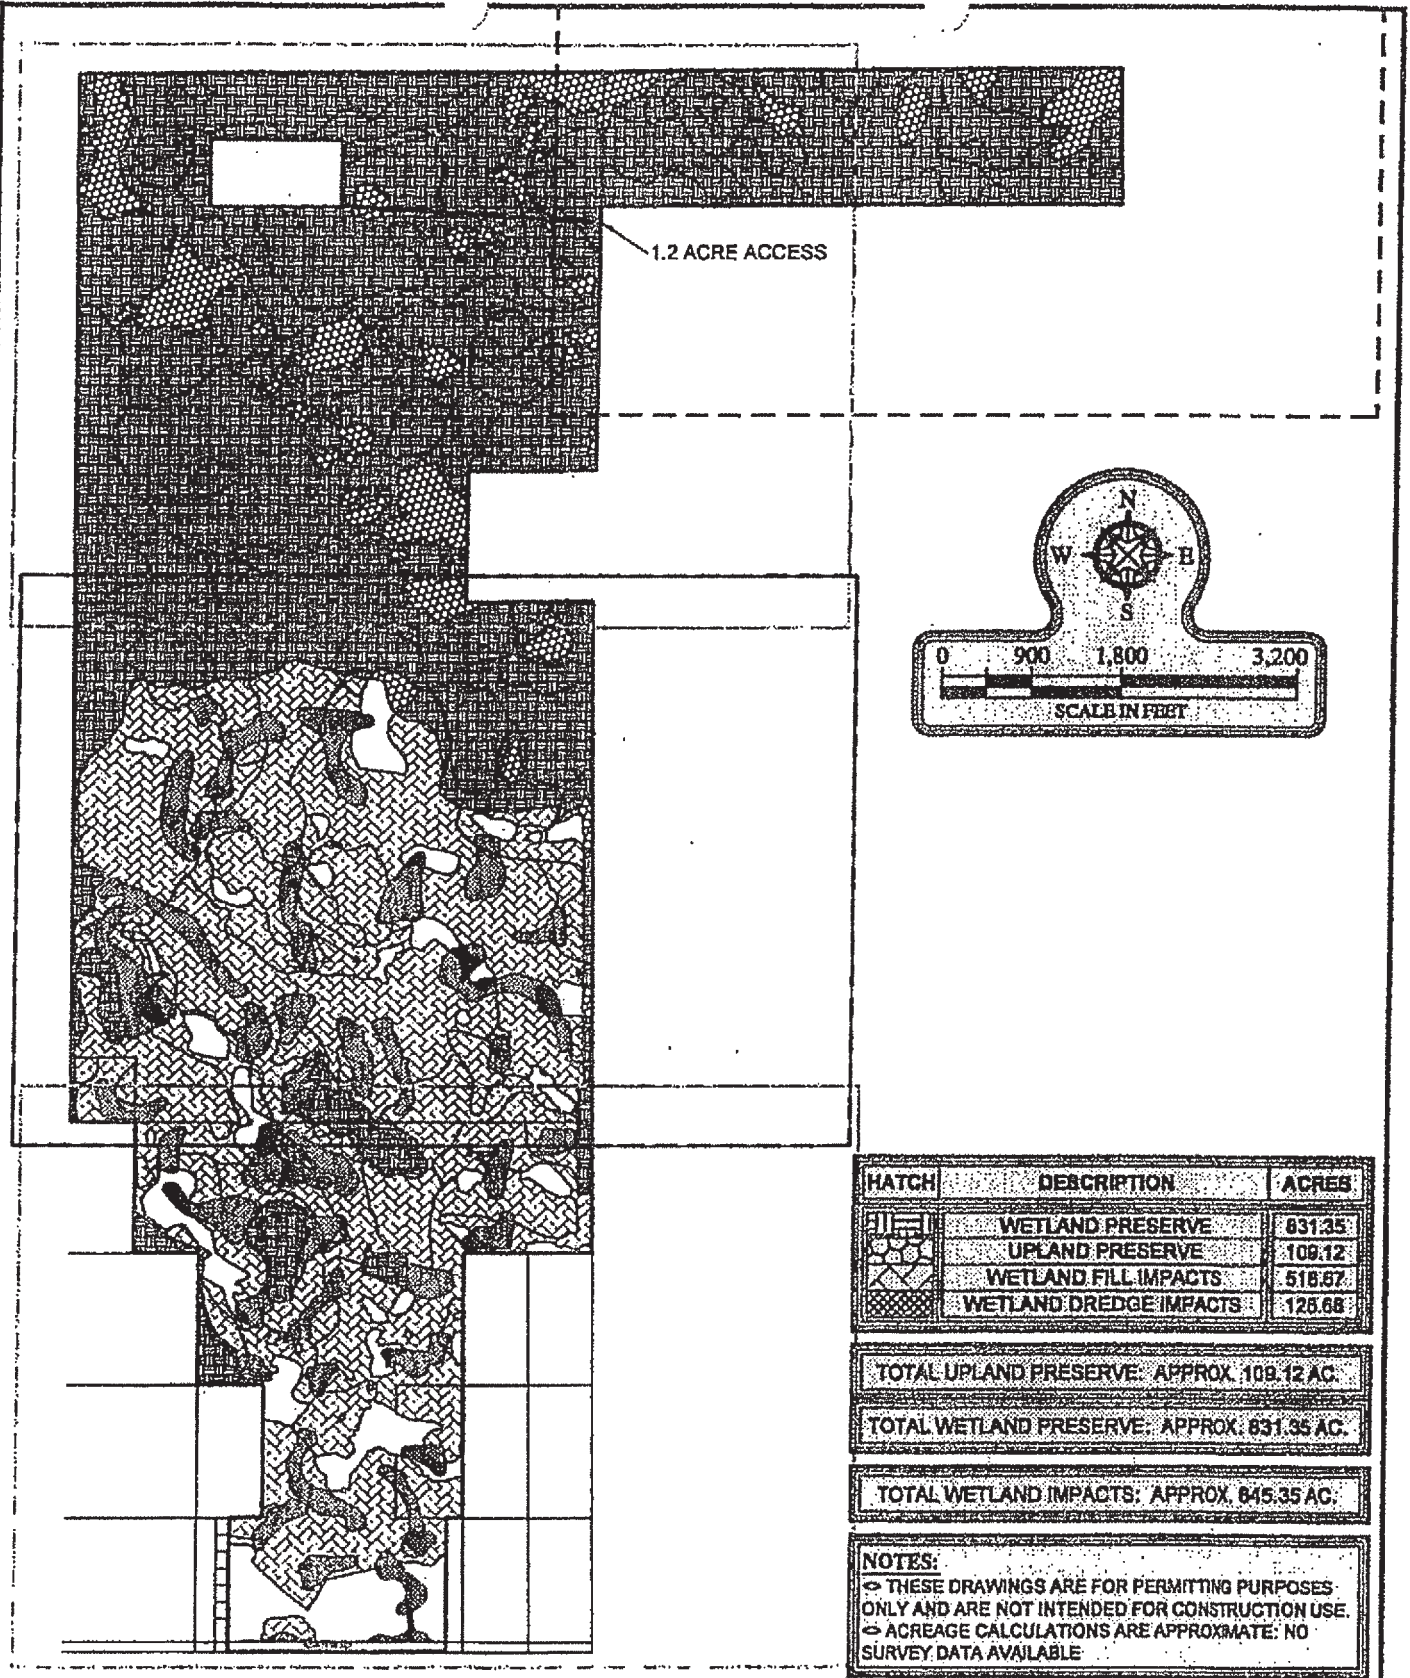 1.2 ACRE ACCESS
N
W E
S
0 900 1,800 3,200
SCALE IN FEET
HATCH DESCRIPTION ACRES
WETLAND PRESERVE 831.35
UPLAND PRESERVE 109.12
WETLAND FILL IMPACTS 518.67
WETLAND DREDGE IMPACTS 126.68
TOTAL UPLAND PRESERVE: APPROX. 109.12 AC.
TOTAL WETLAND PRESERVE: APPROX. 831.35 AC.
TOTAL WETLAND IMPACTS: APPROX. 645.35 AC.
NOTES:
THESE DRAWINGS ARE FOR PERMITTING PURPOSES
ONLY AND ARE NOT INTENDED FOR CONSTRUCTION USE.
ACREAGE CALCULATIONS ARE APPROXIMATE: NO
SURVEY DATA AVAILABLE